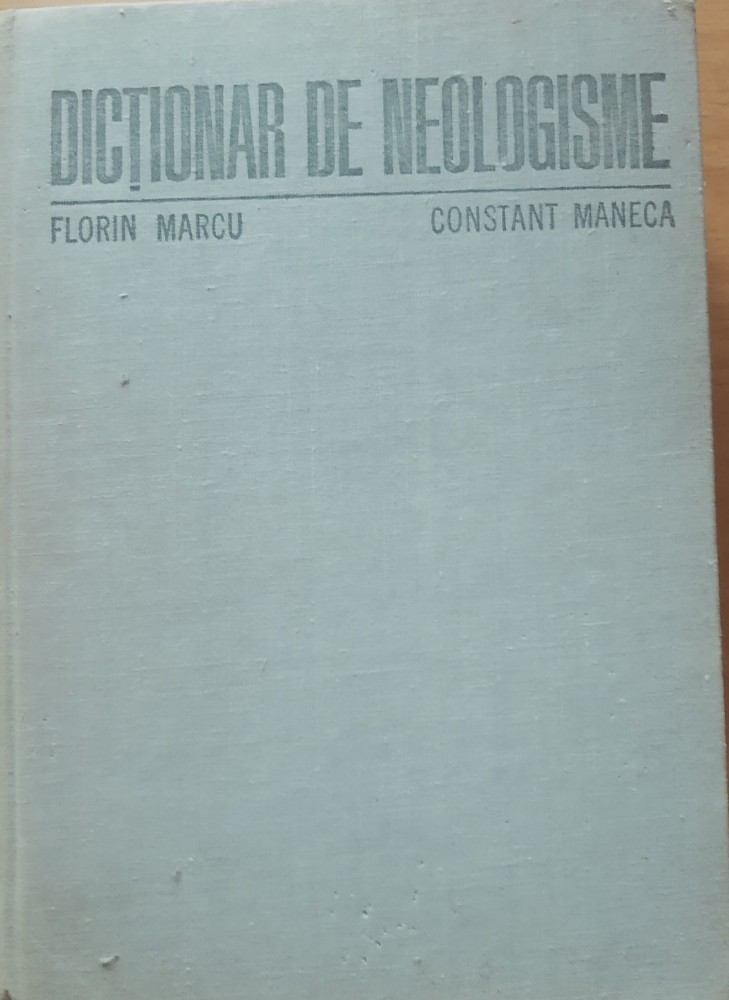 DICȚIONAR DE NEOLOGISME
FLORIN MARCU CONSTANT MANECA